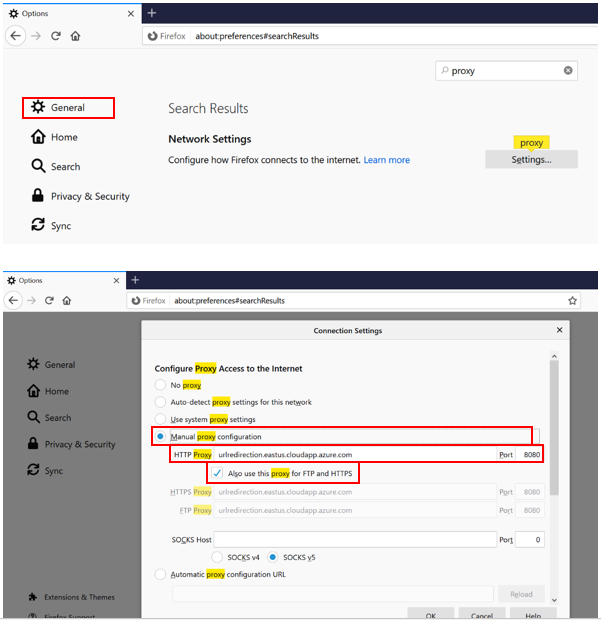 Options
Firefox about:preferences#searchResults
proxy
General
Search Results
Home
Network Settings
proxy
Configure how Firefox connects to the internet. Learn more
Settings...
Search
Privacy & Security
Sync
Options
Firefox about:preferences#searchResults
Connection Settings
General
Home
Search
Privacy & Security
Sync
Extensions & Themes
Firefox Support
Configure Proxy Access to the Internet
No proxy
Auto-detect proxy settings for this network
Use system proxy settings
Manual proxy configuration
HTTP Proxy urlredirection.eastus.cloudapp.azure.com Port 8080
Also use this proxy for FTP and HTTPS
HTTPS Proxy urlredirection.eastus.cloudapp.azure.com Port 8080
FTP Proxy urlredirection.eastus.cloudapp.azure.com Port 8080
SOCKS Host Port 0
SOCKS v4 SOCKS v5
Automatic proxy configuration URL
Reload
OK Cancel Help